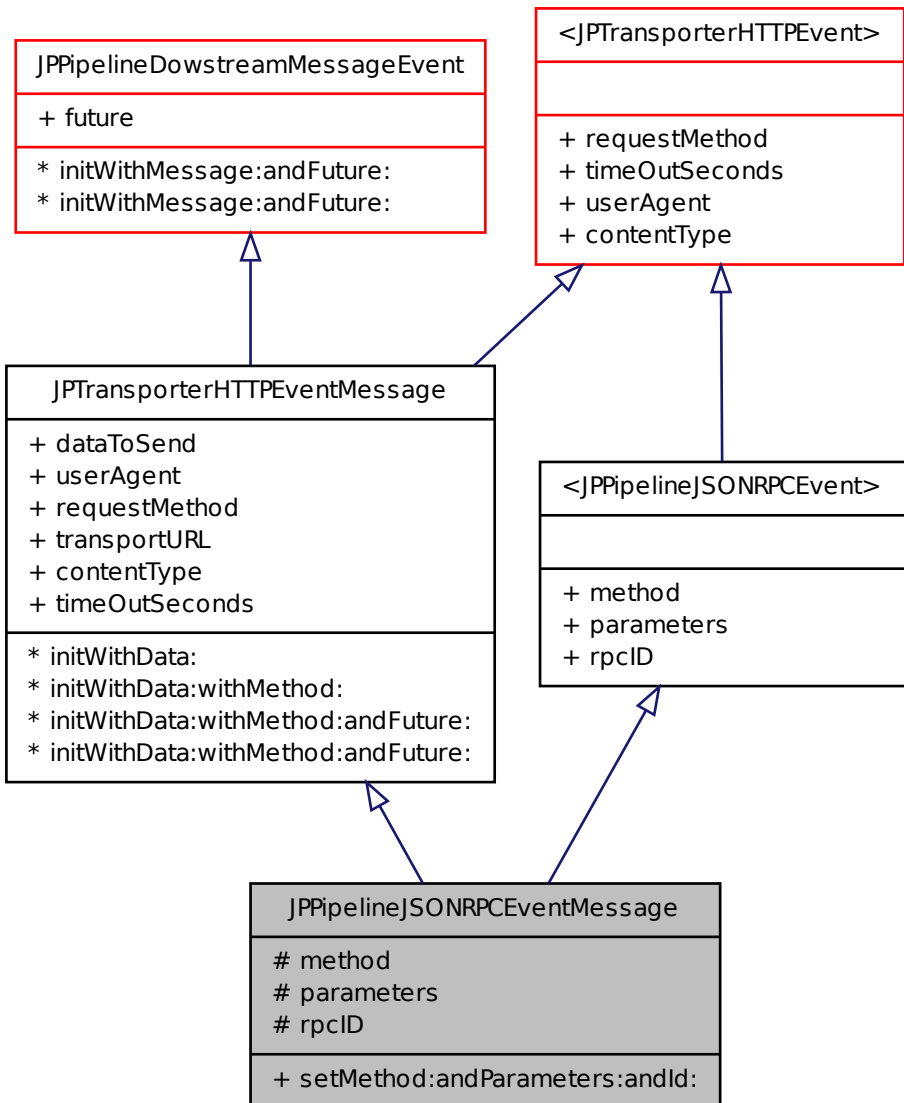 JPPipelineDowstreamMessageEvent
+ future
* initWithMessage:andFuture:
* initWithMessage:andFuture:
<JPTransporterHTTPEvent>
+ requestMethod
+ timeOutSeconds
+ userAgent
+ contentType
JPTransporterHTTPEventMessage
+ dataToSend
+ userAgent
+ requestMethod
+ transportURL
+ contentType
+ timeOutSeconds
* initWithData:
* initWithData:withMethod:
* initWithData:withMethod:andFuture:
* initWithData:withMethod:andFuture:
<JPPipelineJSONRPCEvent>
+ method
+ parameters
+ rpcID
JPPipelineJSONRPCEventMessage
# method
# parameters
# rpcID
+ setMethod:andParameters:andId: